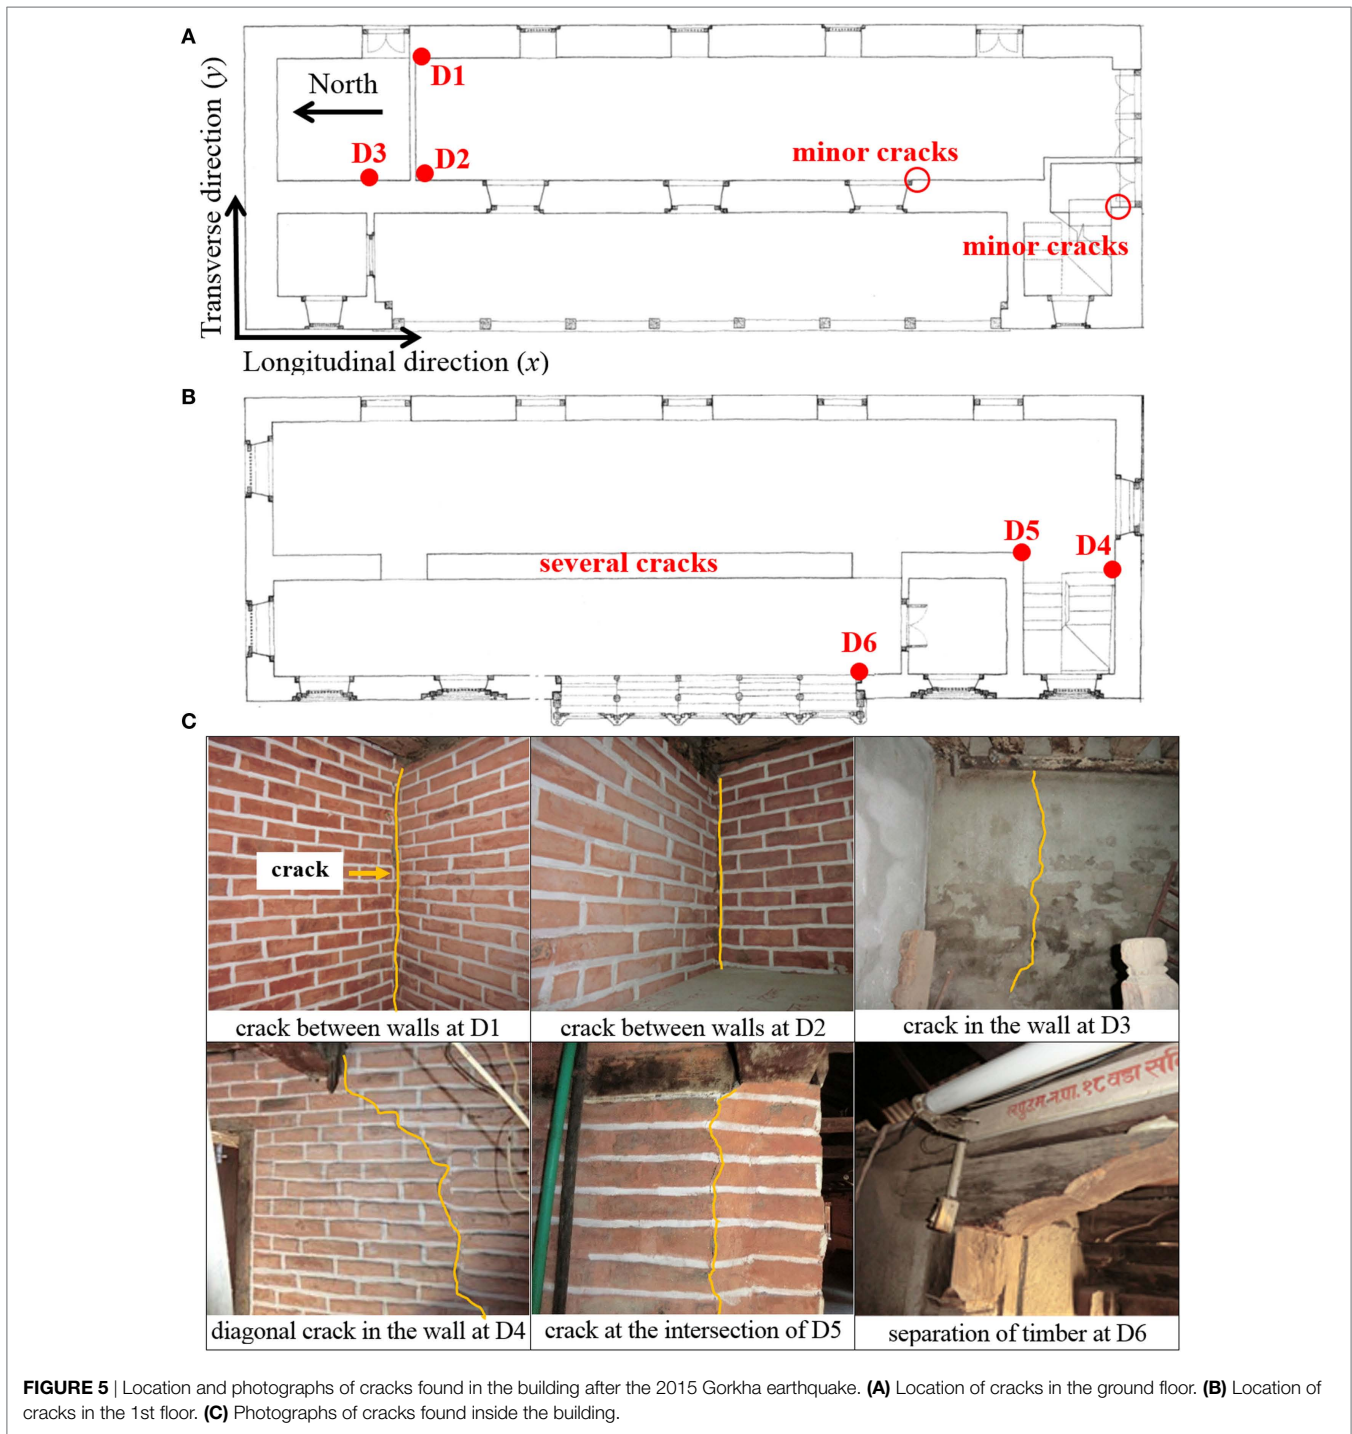 A
Transverse direction (y)
North
D1
D3
D2
minor cracks
minor cracks
Longitudinal direction (x)
B
several cracks
D5
D4
D6
C
crack
crack between walls at D1
crack between walls at D2
crack in the wall at D3
न.पा. १८ वडा
diagonal crack in the wall at D4
crack at the intersection of D5
separation of timber at D6
FIGURE 5 | Location and photographs of cracks found in the building after the 2015 Gorkha earthquake. (A) Location of cracks in the ground floor. (B) Location of
cracks in the 1st floor. (C) Photographs of cracks found inside the building.